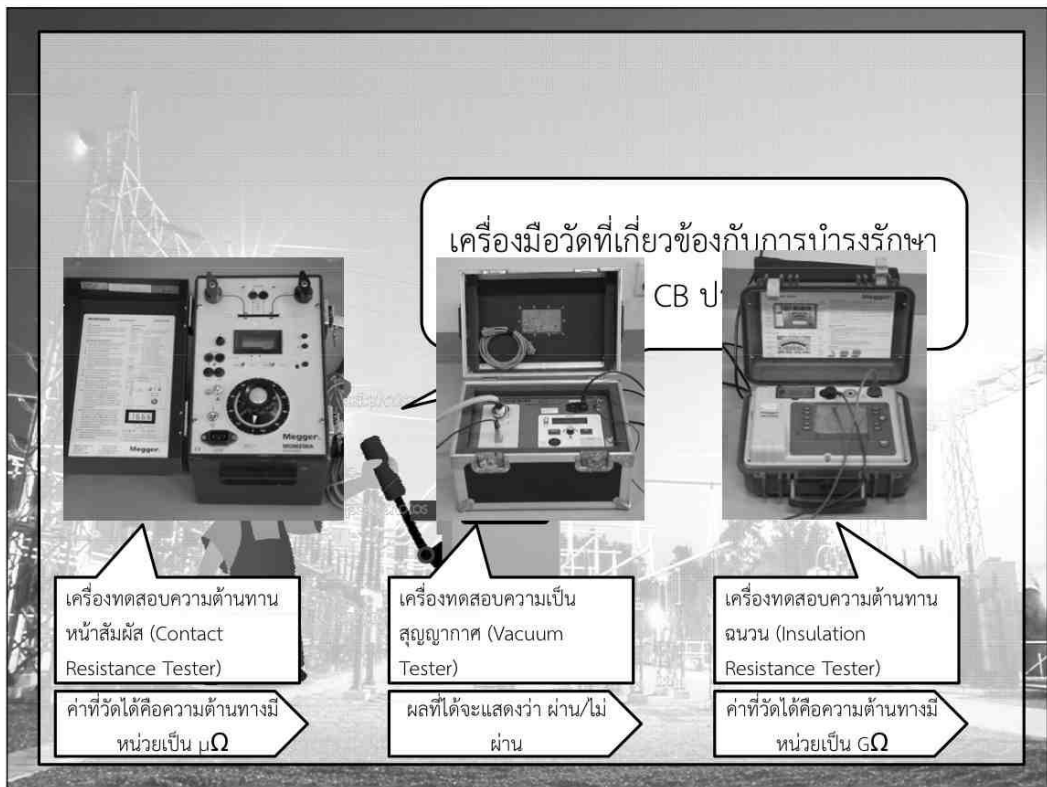 เครื่องมือวัดที่เกี่ยวข้องกับการบำรุงรักษา
CB
Megger.
Megger.
MOM200A
Megger.
เครื่องทดสอบความต้านทาน
หน้าสัมผัส (Contact
Resistance Tester)
ค่าที่วัดได้คือความต้านทางมี
หน่วยเป็น µΩ
เครื่องทดสอบความเป็น
สุญญากาศ (Vacuum
Tester)
ผลที่ได้จะแสดงว่า ผ่าน/ไม่
ผ่าน
เครื่องทดสอบความต้านทาน
ฉนวน (Insulation
Resistance Tester)
ค่าที่วัดได้คือความต้านทางมี
หน่วยเป็น GΩ